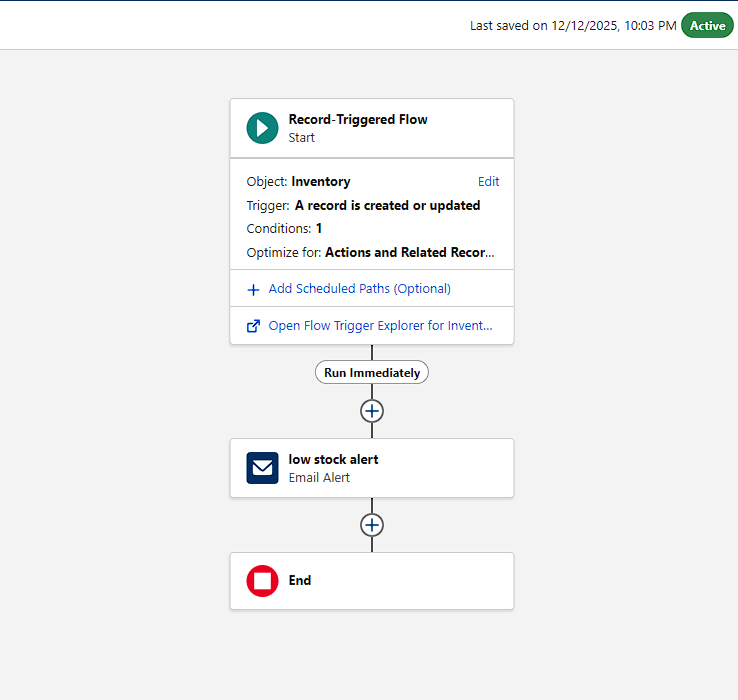 Last saved on 12/12/2025, 10:03 PM Active
Record-Triggered Flow
Start
Object: Inventory Edit
Trigger: A record is created or updated
Conditions: 1
Optimize for: Actions and Related Recor...
Add Scheduled Paths (Optional)
Open Flow Trigger Explorer for Invent...
Run Immediately
low stock alert
Email Alert
End